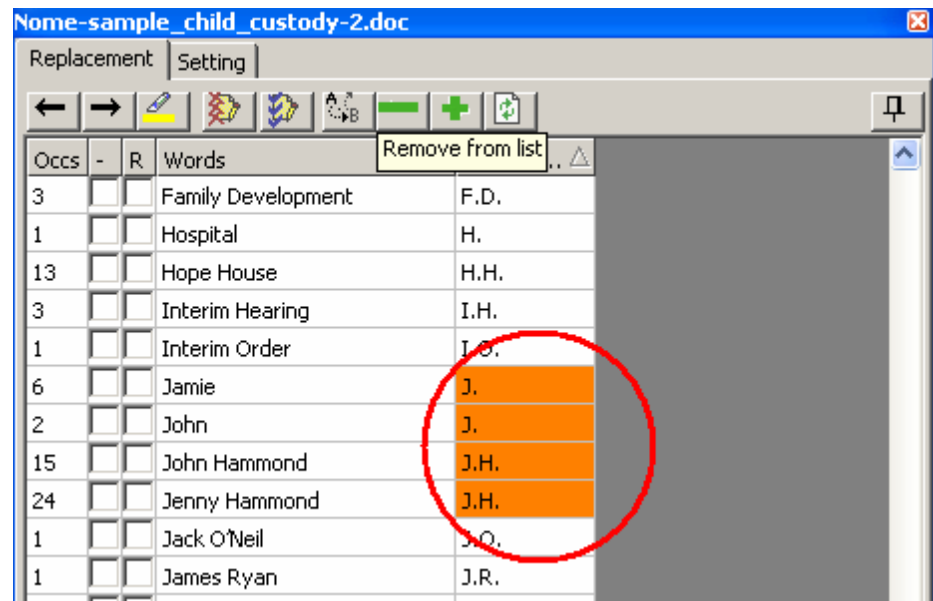 Nome-sample_child_custody-2.doc
Replacement Setting
A B
Remove from list
Occs - R Words ..
3 Family Development F.D.
1 Hospital H.
13 Hope House H.H.
3 Interim Hearing I.H.
1 Interim Order I.O.
6 Jamie J.
2 John J.
15 John Hammond J.H.
24 Jenny Hammond J.H.
1 Jack O'Neil J.O.
1 James Ryan J.R.